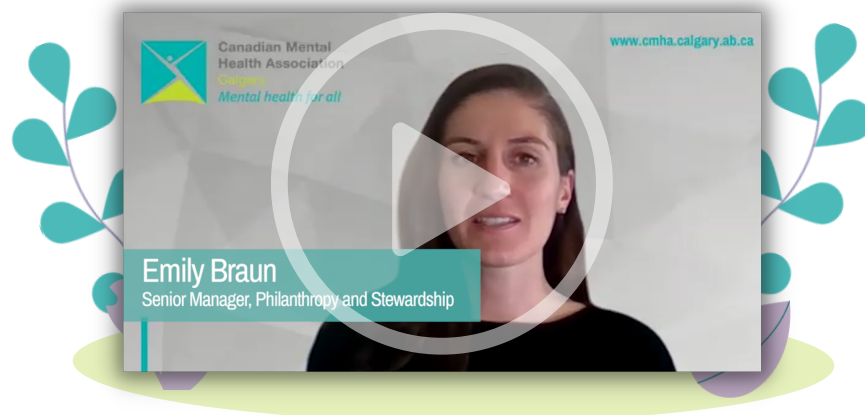 Canadian Mental
Health Association
Calgary
Mental health for all
www.cmha.calgary.ab.ca
Emily Braun
Senior Manager, Philanthropy and Stewardship